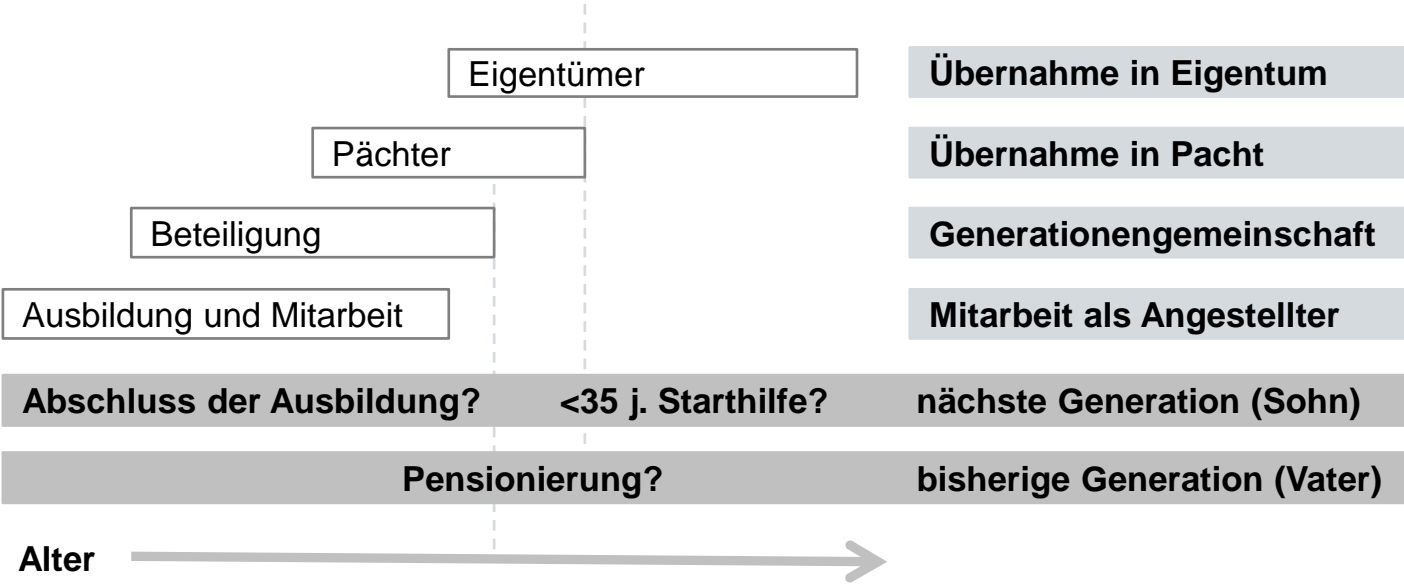 Eigentümer Übernahme in Eigentum
Pächter Übernahme in Pacht
Beteiligung Generationengemeinschaft
Ausbildung und Mitarbeit Mitarbeit als Angestellter
Abschluss der Ausbildung? <35 j. Starthilfe? nächste Generation (Sohn)
Pensionierung? bisherige Generation (Vater)
Alter